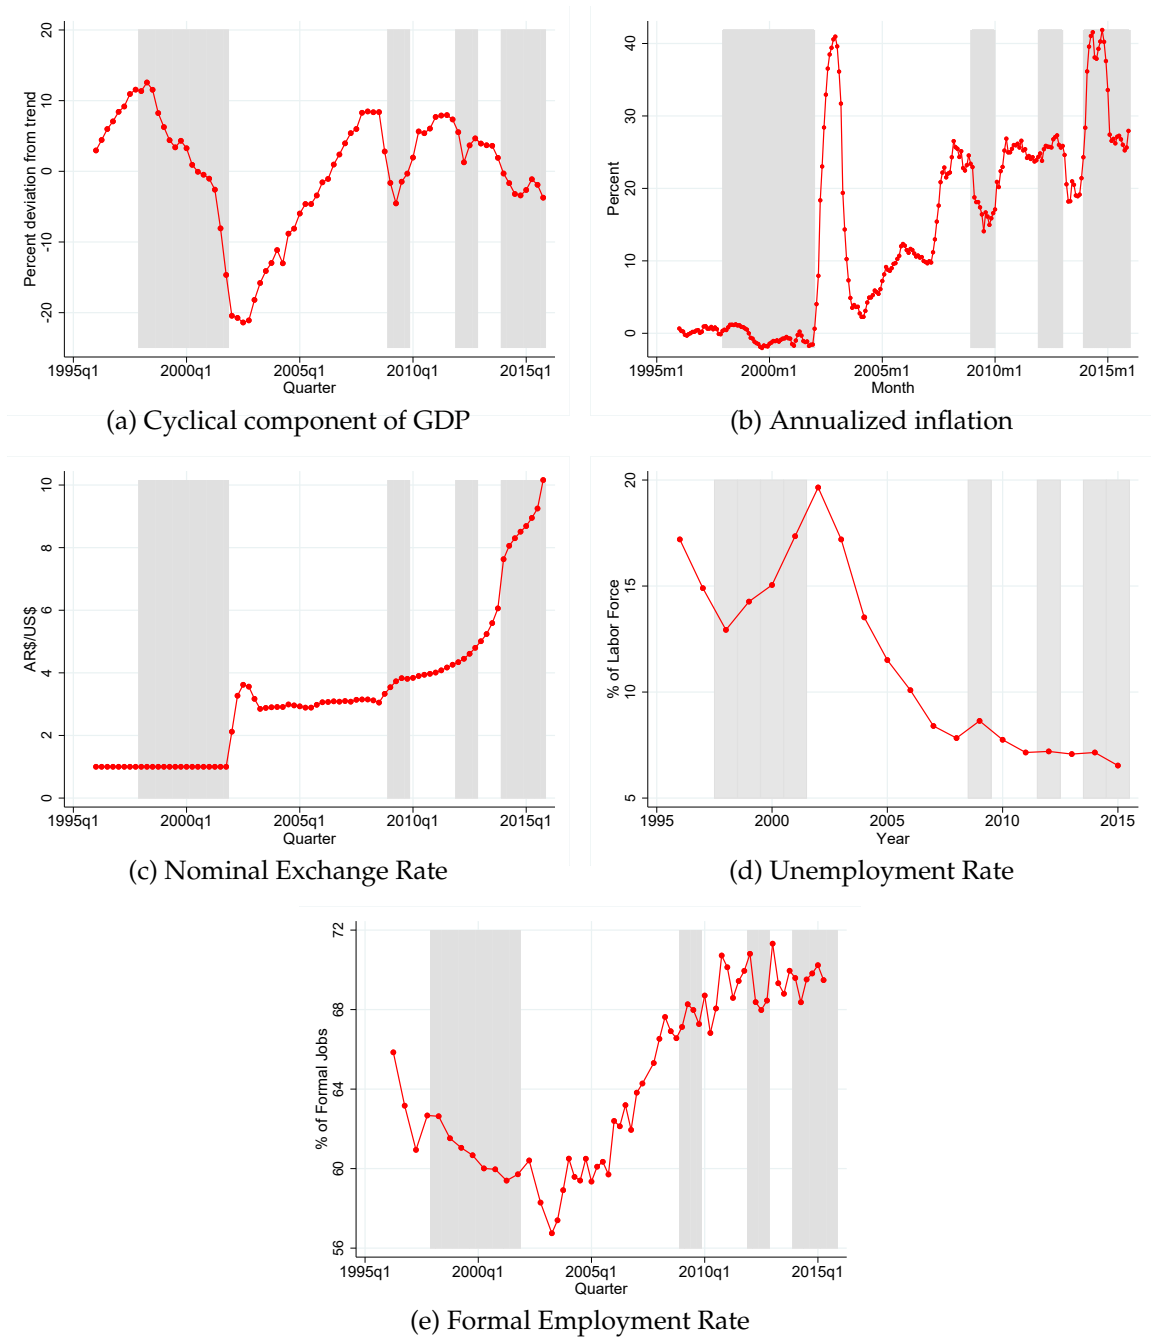 Percent deviation from trend
20
10
0
-10
-20
1995q1 2000q1 2005q1 2010q1 2015q1
Quarter
(a) Cyclical component of GDP
Percent
40
30
20
10
0
1995m1 2000m1 2005m1 2010m1 2015m1
Month
(b) Annualized inflation
AR$/US$
10
8
6
4
2
0
1995q1 2000q1 2005q1 2010q1 2015q1
Quarter
(c) Nominal Exchange Rate
% of Labor Force
20
15
10
5
1995 2000 2005 2010 2015
Year
(d) Unemployment Rate
% of Formal Jobs
72
68
64
60
56
1995q1 2000q1 2005q1 2010q1 2015q1
Quarter
(e) Formal Employment Rate